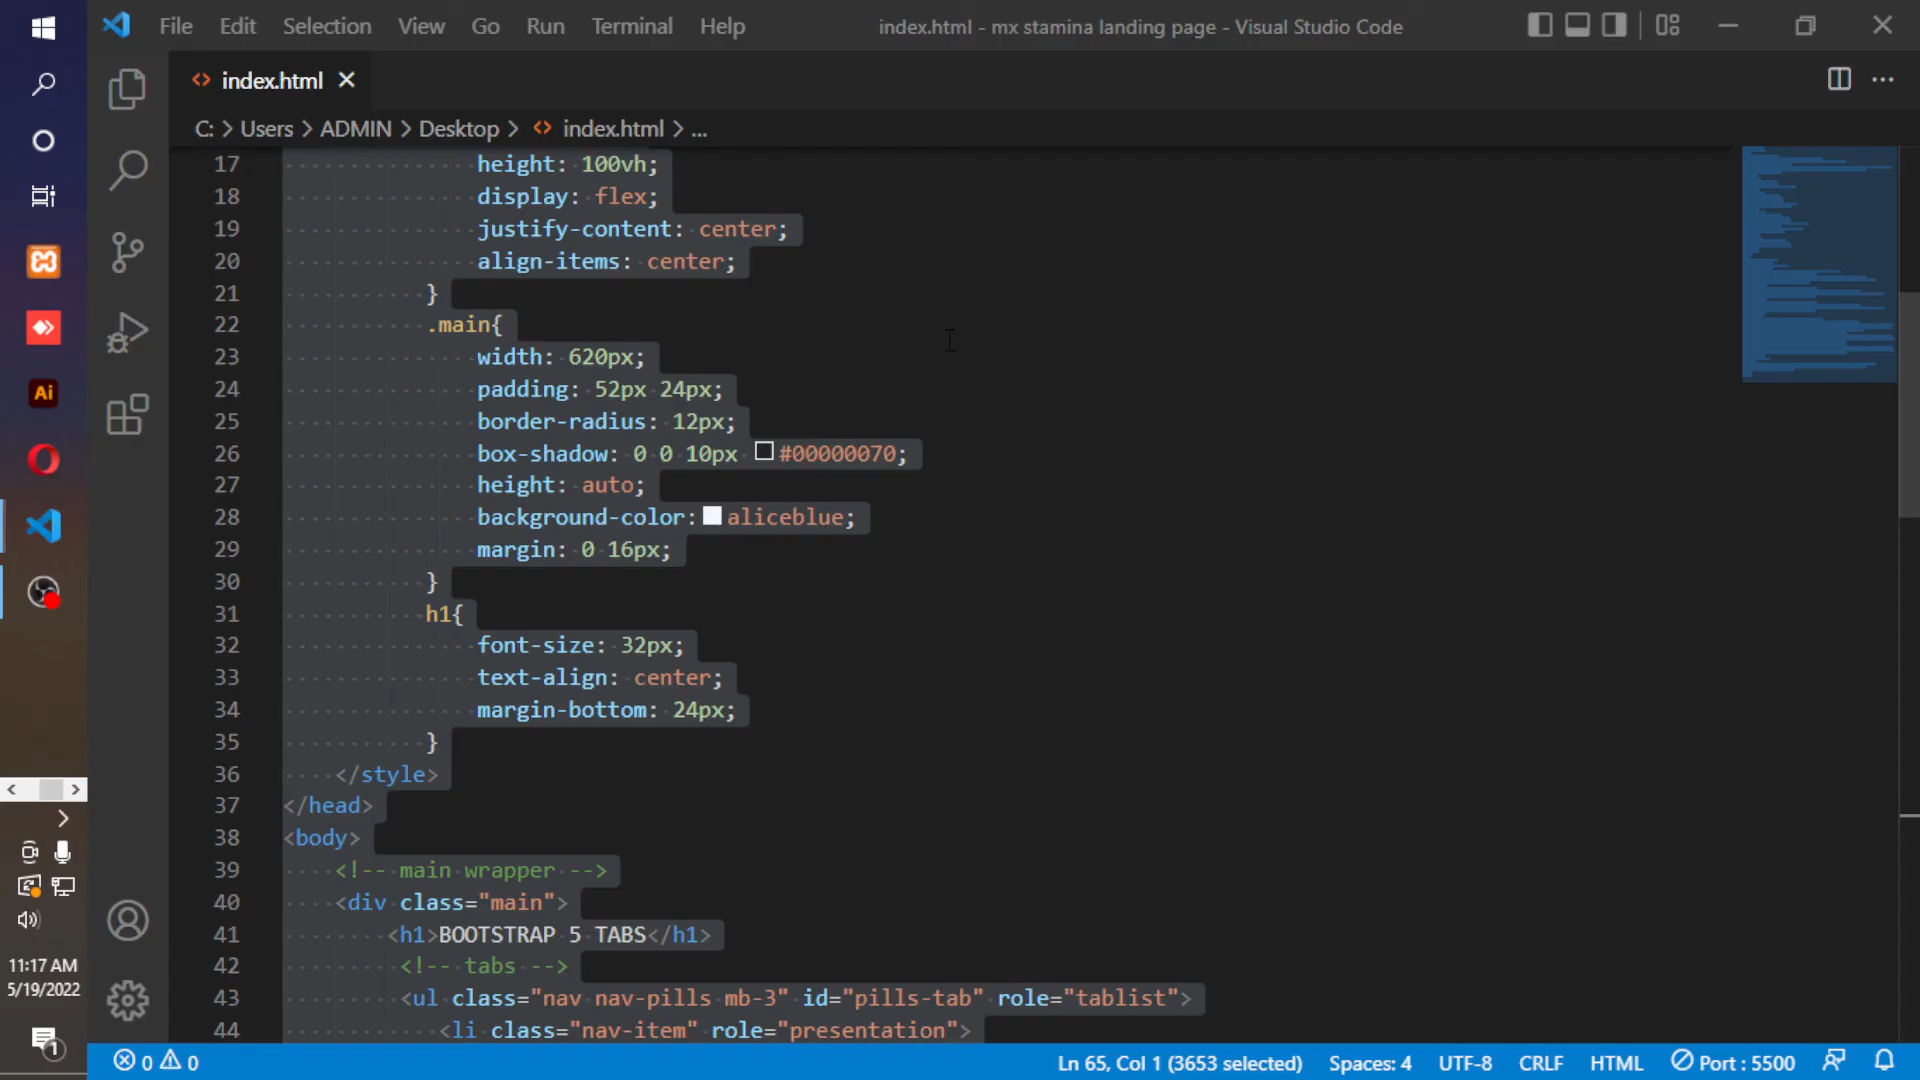 File Edit Selection View Go Run Terminal Help index.html - mx stamina landing page - Visual Studio Code
index.html
C: > Users > ADMIN > Desktop > index.html > ...
17 height: 100vh;
18 display: flex;
19 justify-content: center;
20 align-items: center;
21 }
22 .main{
23 width: 620px;
24 padding: 52px 24px;
25 border-radius: 12px;
26 box-shadow: 0 0 10px #00000070;
27 height: auto;
28 background-color: aliceblue;
29 margin: 0 16px;
30 }
31 h1{
32 font-size: 32px;
33 text-align: center;
34 margin-bottom: 24px;
35 }
36 </style>
37 </head>
38 <body>
39 <!-- main wrapper -->
40 <div class="main">
41 <h1>BOOTSTRAP 5 TABS</h1>
42 <!-- tabs -->
43 <ul class="nav nav-pills mb-3" id="pills-tab" role="tablist">
44 <li class="nav-item" role="presentation">
Ai
11:17 AM
5/19/2022
1
0 0 Ln 65, Col 1 (3653 selected) Spaces: 4 UTF-8 CRLF HTML Port : 5500